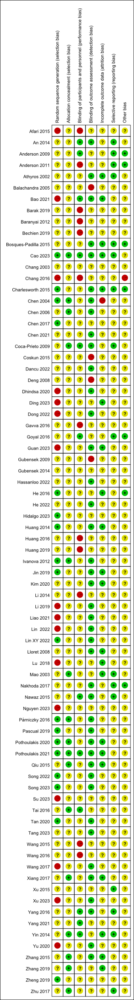 Random sequence generation (selection bias)
Allocation concealment (selection bias)
Blinding of participants and personnel (performance bias)
Blinding of outcome assessment (detection bias)
Incomplete outcome data (attrition bias)
Selective reporting (reporting bias)
Other bias
Afari 2015 - ? - ? ? ? ?
An 2014 ? ? + + ? + ?
Anderson 2009 ? ? + ? ? + +
Anderson 2011 ? ? - ? ? + +
Athyros 2002 ? ? ? + + + ?
Balachandra 2005 ? ? ? - ? ? ?
Bao 2021 - ? + + + ? ?
Barak 2019 ? ? - ? ? ? ?
Baranyai 2012 ? ? - ? ? ? ?
Bechien 2019 ? ? - ? ? ? ?
Bosques-Padilla 2015 ? ? ? + + + +
Cao 2023 + + + + + + ?
Chang 2003 ? ? ? ? ? ? ?
Chang 2016 - ? - ? ? ? -
Charlesworth 2015 + ? ? + + + +
Chen 2004 + + ? + - ? ?
Chen 2006 ? + ? + ? ? ?
Chen 2017 + ? ? ? ? ? ?
Chen 2021 ? ? ? + ? ? ?
Coca-Prieto 2009 ? + + + ? + ?
Coskun 2015 ? ? ? - ? ? ?
Dancu 2022 ? ? ? + ? ? ?
Deng 2008 ? ? ? - ? ? ?
Dhindsa 2020 - ? ? + ? ? ?
Ding 2023 - ? ? ? + ? ?
Dong 2022 - ? ? + ? ? ?
Gavva 2016 ? ? - ? ? ? ?
Goyal 2016 ? ? + ? ? + +
Guan 2023 - ? ? + + ? ?
Gubensek 2009 ? ? ? - ? ? ?
Gubensek 2014 ? ? ? ? ? ? ?
Hassanloo 2022 ? ? ? + ? ? ?
He 2016 + ? ? ? + ? +
He 2022 ? ? ? + ? ? ?
Hidalgo 2023 + ? ? ? ? ? ?
Huang 2014 + ? ? + + ? ?
Huang 2016 ? ? - ? ? ? ?
Huang 2019 ? ? - ? ? ? ?
Ivanova 2012 + + ? + ? ? ?
Jin 2019 + ? ? + + ? ?
Kim 2020 ? ? ? + + ? ?
Li 2014 ? ? - ? ? ? ?
Li 2019 - ? ? + ? ? ?
Liao 2021 - ? ? + ? ? ?
Lin 2022 - ? ? + ? ? ?
Lin XY 2022 + ? ? + ? ? ?
Lloret 2008 ? ? ? + + ? ?
Lu 2018 - ? ? ? + ? ?
Mao 2003 ? + ? ? + + ?
Nakhoda 2017 ? ? ? + ? + +
Nawaz 2015 ? ? + + ? + ?
Nguyen 2023 - ? ? ? ? ? ?
Párniczky 2016 + + ? + ? ? ?
Pascual 2019 + ? ? + ? ? ?
Pothoulakis 2020 + + ? + + ? ?
Pothoulakis 2021 + + + + + ? ?
Qiu 2015 ? + ? + + ? ?
Song 2022 + ? ? + ? ? ?
Song 2023 + ? ? + ? ? ?
Su 2023 - ? ? ? ? ? ?
Tai 2016 ? + + ? ? ? ?
Tan 2020 + ? ? + ? ? ?
Tang 2023 ? ? ? + ? ? ?
Wang 2015 ? ? - ? ? ? ?
Wang 2016 ? ? - ? ? ? ?
Wang 2017 - ? ? + ? ? ?
Xiang 2017 ? + ? + + ? ?
Xu 2015 ? ? ? ? ? + ?
Xu 2023 - ? ? + ? ? ?
Yang 2016 ? ? + + ? + ?
Yang 2021 ? ? + ? ? ? ?
Yin 2014 ? + + ? + + ?
Yu 2020 - ? ? + ? ? ?
Zhang 2015 ? + ? + + ? ?
Zhang 2019 ? + ? ? + ? ?
Zheng 2019 + ? ? ? ? ? ?
Zhu 2017 ? + ? ? ? + ?